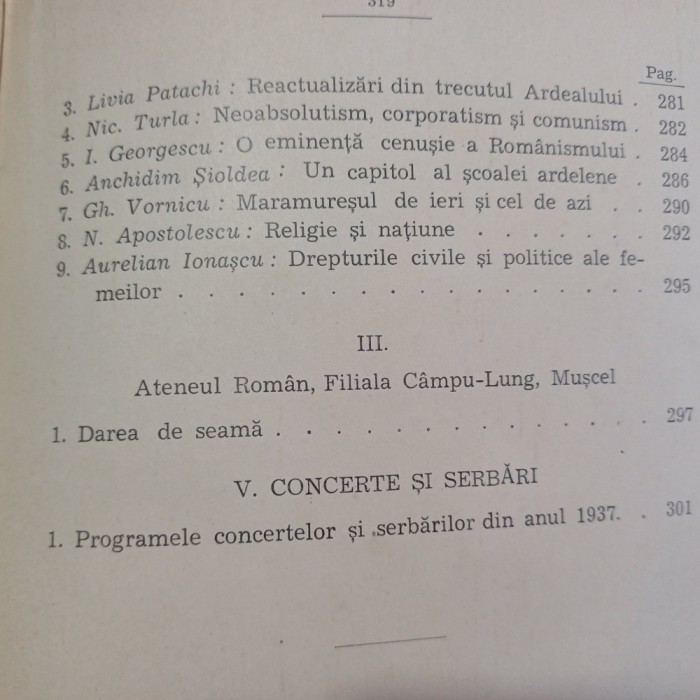 319
Pag.
3. Livia Patachi : Reactualizări din trecutul Ardealului . 281
4. Nic. Turla : Neoabsolutism, corporatism și comunism . 282
5. I. Georgescu : O eminență cenușie a Românismului . 284
6. Anchidim Șioldea : Un capitol al școalei ardelene . 286
7. Gh. Vornicu : Maramureșul de ieri și cel de azi . . 290
8. N. Apostolescu : Religie și națiune . . . . . . . 292
9. Aurelian Ionașcu : Drepturile civile și politice ale fe-
meilor . . . . . . . . . . . . . . . . . 295
III.
Ateneul Român, Filiala Câmpu-Lung, Mușcel
1. Darea de seamă . . . . . . . . . . . . . 297
V. CONCERTE ȘI SERBĂRI
1. Programele concertelor și serbărilor din anul 1937. . 301